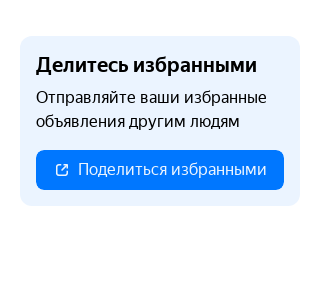 Делитесь избранными
Отправляйте ваши избранные
объявления другим людям
Поделиться избранными